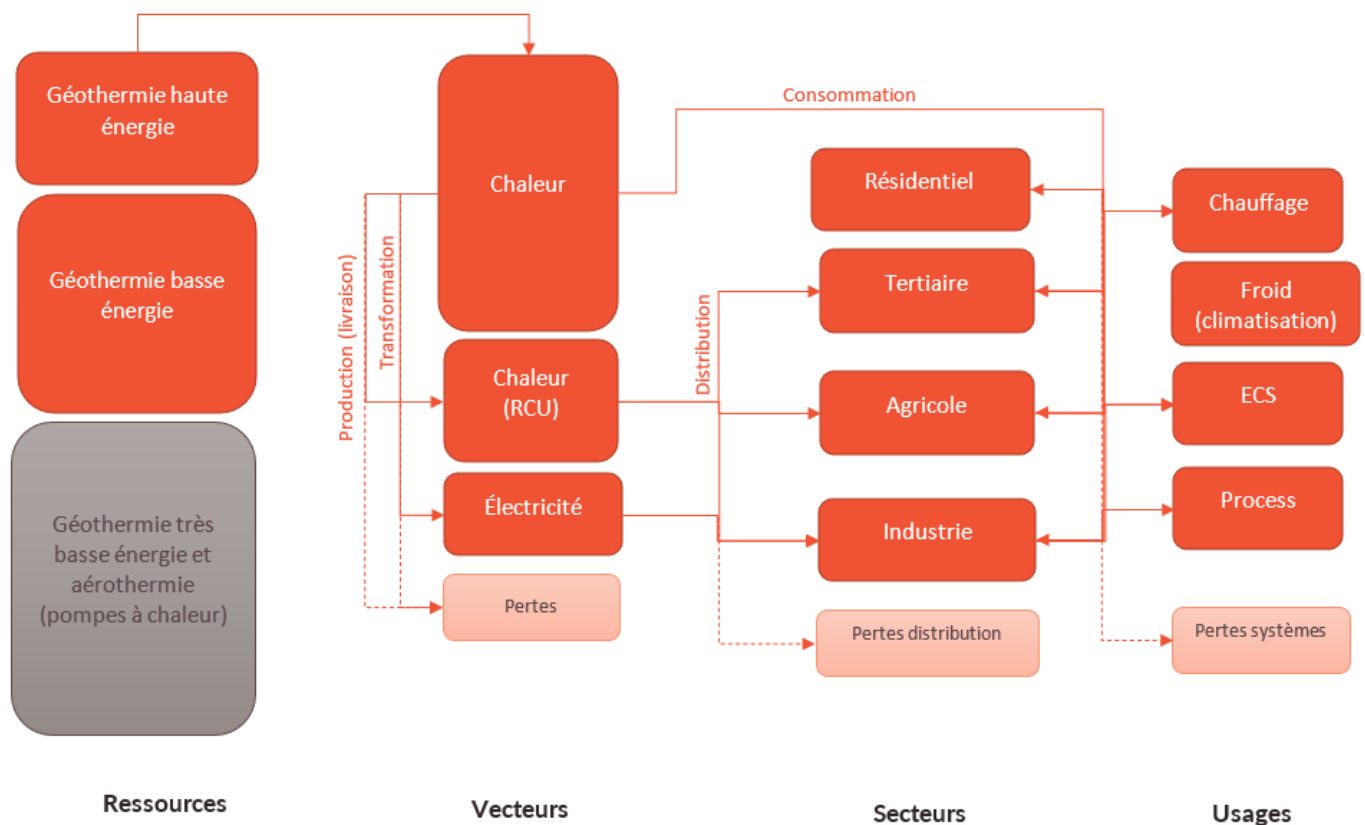 Géothermie haute
énergie
Géothermie basse
énergie
Géothermie très
basse énergie et
aérothermie
(pompes à chaleur)
Ressources
Production (livraison)
Transformation
Chaleur
Chaleur
(RCU)
Électricité
Pertes
Vecteurs
Distribution
Consommation
Résidentiel
Tertiaire
Agricole
Industrie
Pertes distribution
Secteurs
Chauffage
Froid
(climatisation)
ECS
Process
Pertes systèmes
Usages